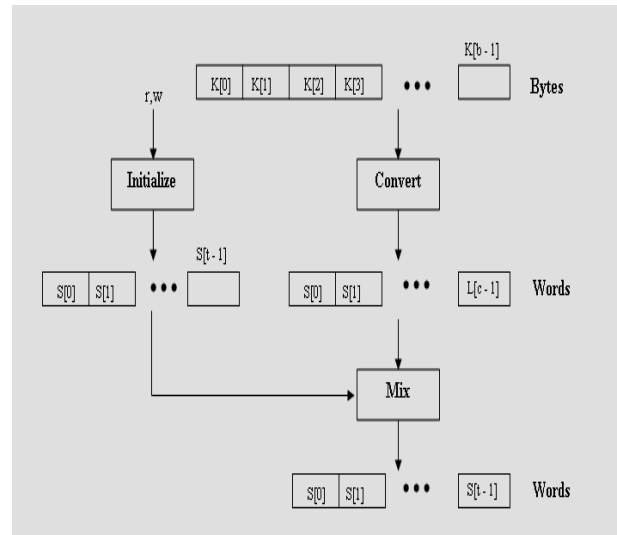 K[b - 1]
K[0] K[1] K[2] K[3] ••• Bytes
r,w
Initialize Convert
S[t - 1]
S[0] S[1] ••• S[0] S[1] ••• L[c - 1] Words
Mix
S[0] S[1] ••• S[t - 1] Words